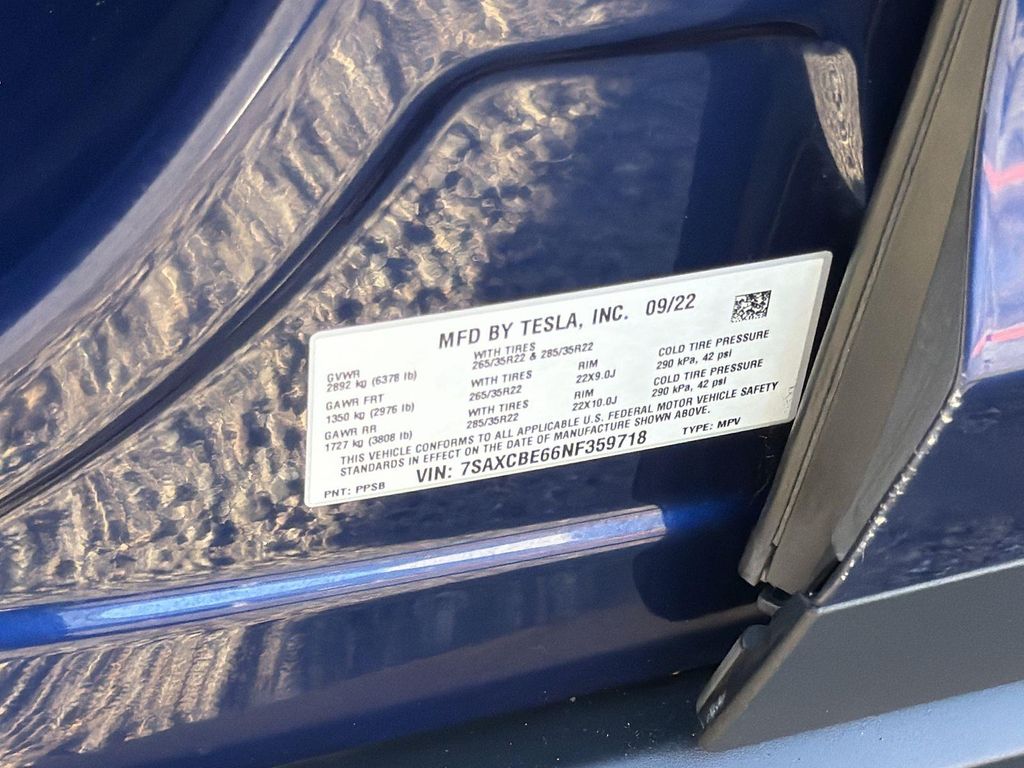 MFD BY TESLA, INC. 09/22
GVWR WITH TIRES COLD TIRE PRESSURE
2892 kg (6378 lb) 265/35R22 & 285/35R22 290 kPa, 42 psi
GAWR FRT WITH TIRES RIM COLD TIRE PRESSURE
1350 kg (2976 lb) 265/35R22 22X9.0J 290 kPa, 42 psi
GAWR RR WITH TIRES RIM
1727 kg (3808 lb) 285/35R22 22X10.0J
THIS VEHICLE CONFORMS TO ALL APPLICABLE U.S. FEDERAL MOTOR VEHICLE SAFETY
STANDARDS IN EFFECT ON THE DATE OF MANUFACTURE SHOWN ABOVE.
PNT: PPSB VIN: 7SAXCBE66NF359718 TYPE: MPV